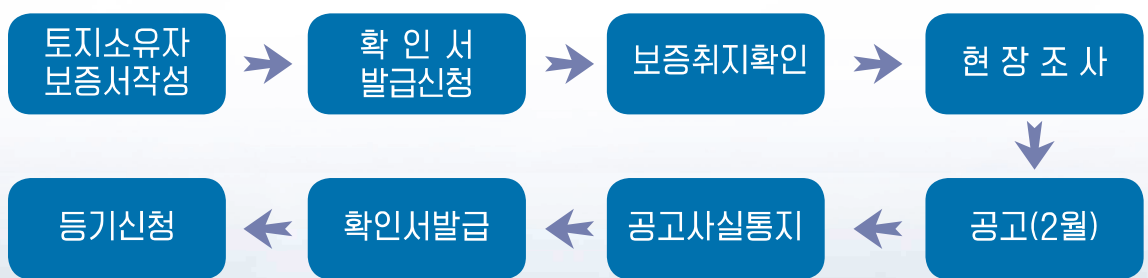 토지소유자
보증서작성
확 인 서
발급신청
보증취지확인
현 장 조 사
공고(2월)
공고사실통지
확인서발급
등기신청